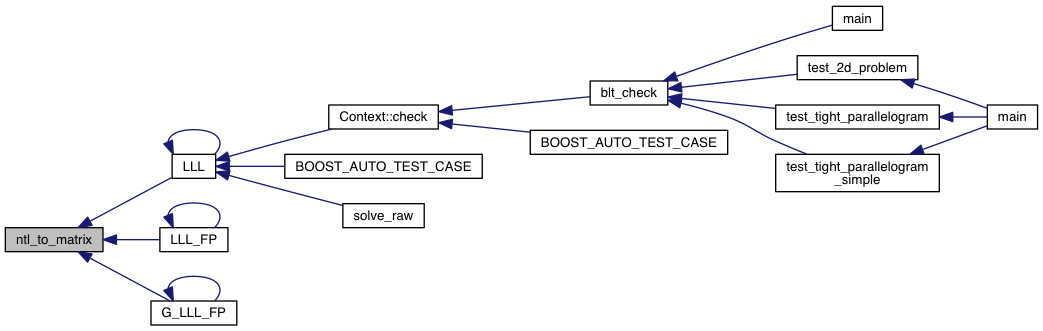 main
test_2d_problem
blt_check
Context::check
test_tight_parallelogram
main
BOOST_AUTO_TEST_CASE
LLL
BOOST_AUTO_TEST_CASE
test_tight_parallelogram
_simple
solve_raw
ntl_to_matrix
LLL_FP
G_LLL_FP